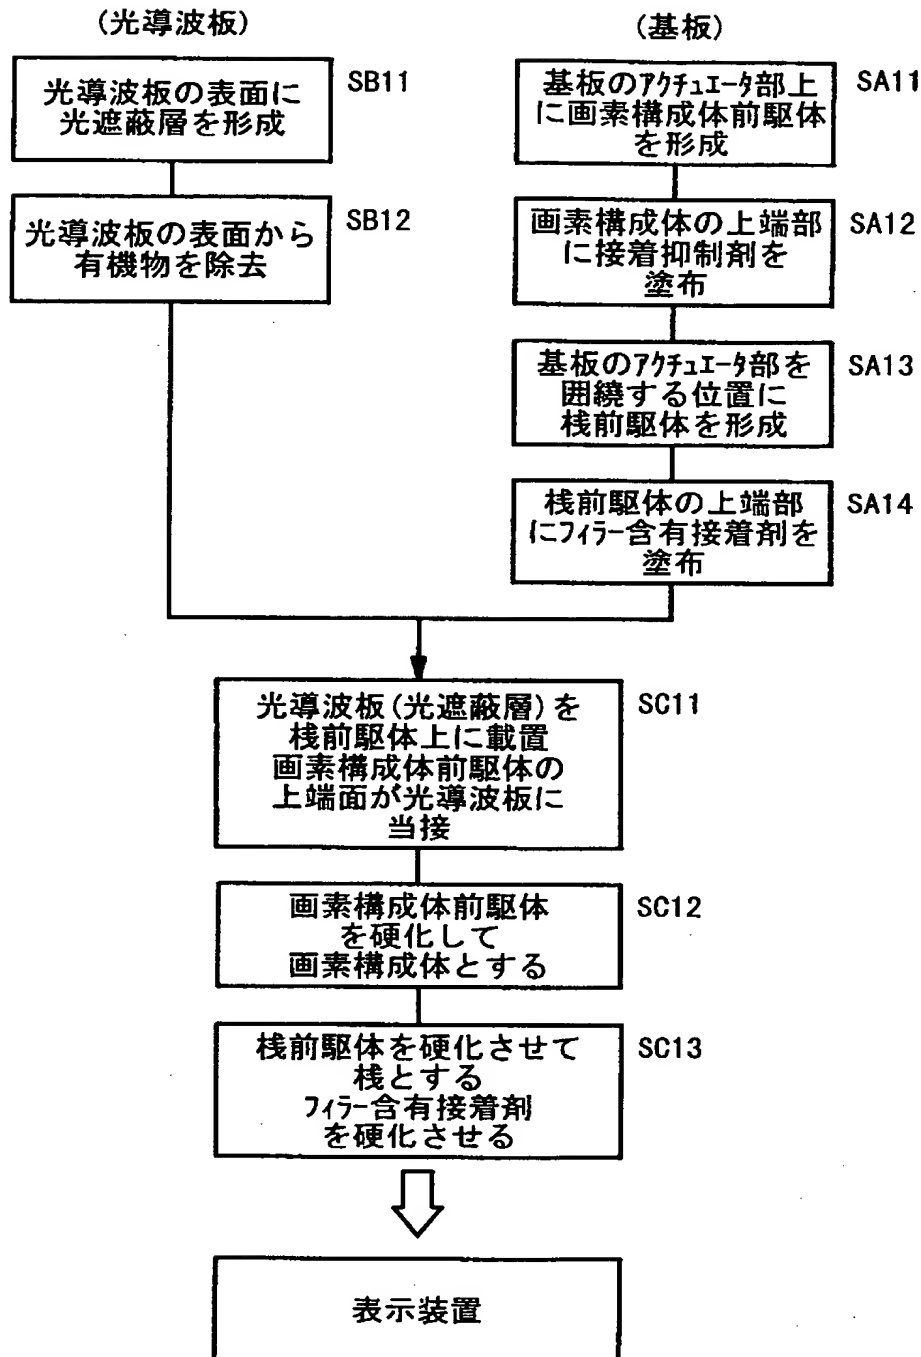 (光導波板)
光導波板の表面に
光遮蔽層を形成
SB11
光導波板の表面から
有機物を除去
SB12
(基板)
基板のアクチュエータ部上
に画素構成体前駆体
を形成
SA11
画素構成体の上端部
に接着抑制剤を
塗布
SA12
基板のアクチュエータ部を
囲繞する位置に
桟前駆体を形成
SA13
桟前駆体の上端部
にフィラー含有接着剤を
塗布
SA14
光導波板(光遮蔽層)を
桟前駆体上に載置
画素構成体前駆体の
上端面が光導波板に
当接
SC11
画素構成体前駆体
を硬化して
画素構成体とする
SC12
桟前駆体を硬化させて
桟とする
フィラー含有接着剤
を硬化させる
SC13
表示装置